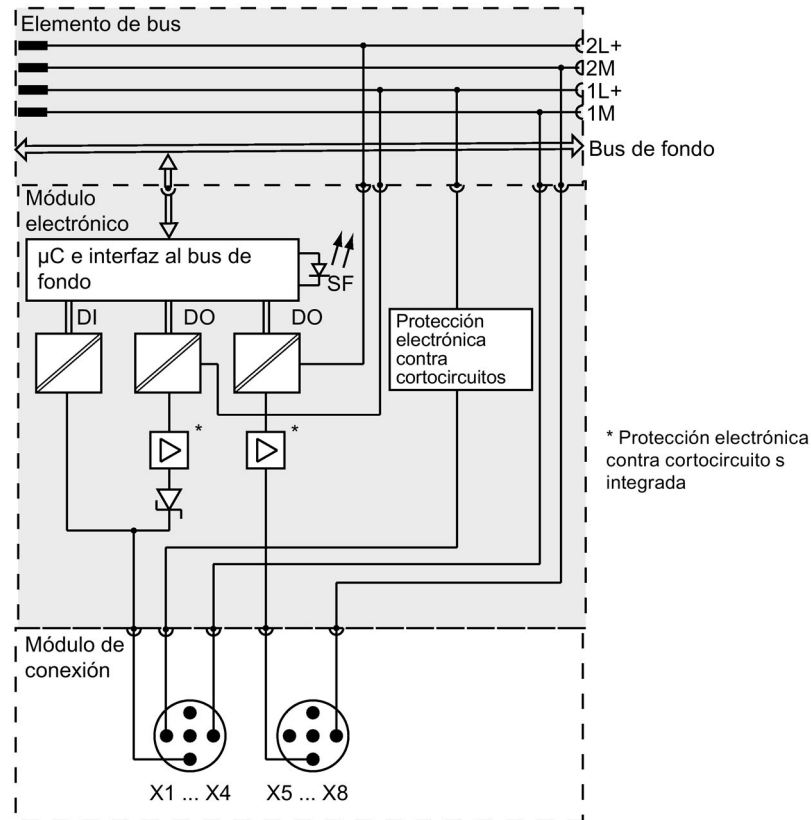 Elemento de bus
2L+
2M
1L+
1M
Bus de fondo
Módulo
electrónico
µC e interfaz al bus de
fondo
SF
DI
DO
DO
Protección
electrónica
contra
cortocircuitos
*
*
* Protección electrónica
contra cortocircuito s
integrada
Módulo de
conexión
X1 ... X4
X5 ... X8